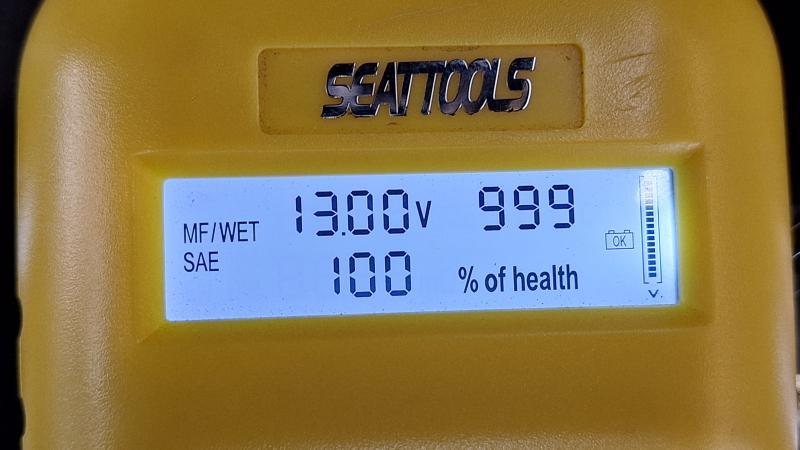 SEATTOOLS
MF/WET 13.00V 999
SAE 100 % of health
OK
V